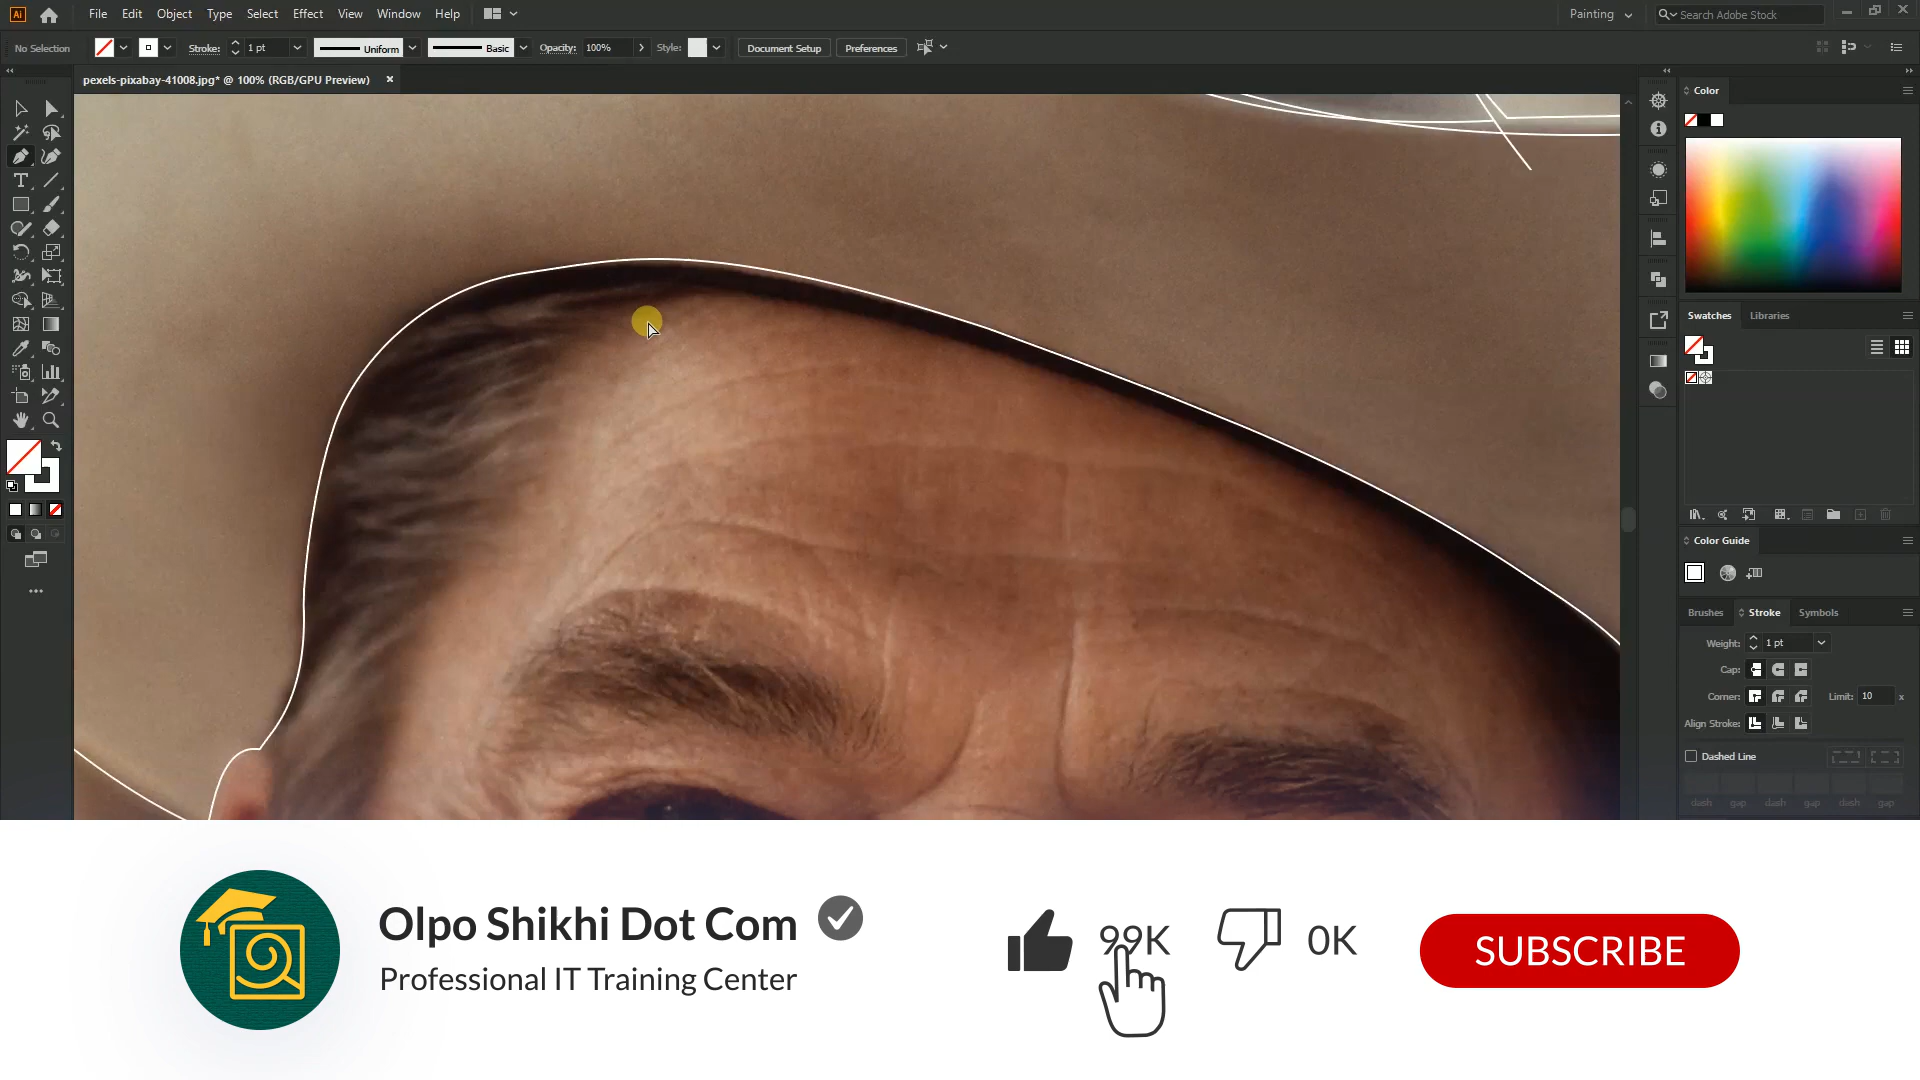 Ai File Edit Object Type Select Effect View Window Help Painting Search Adobe Stock
No Selection Stroke: 1 pt Uniform Basic Opacity: 100% Style: Document Setup Preferences
pexels-pixabay-41008.jpg* @ 100% (RGB/GPU Preview)
Color
Swatches Libraries
Color Guide
Brushes Stroke Symbols
Weight: 1 pt
Cap:
Corner: Limit: 10 x
Align Stroke:
Dashed Line
dash gap dash gap dash gap
Olpo Shikhi Dot Com
Professional IT Training Center
99K 0K
SUBSCRIBE